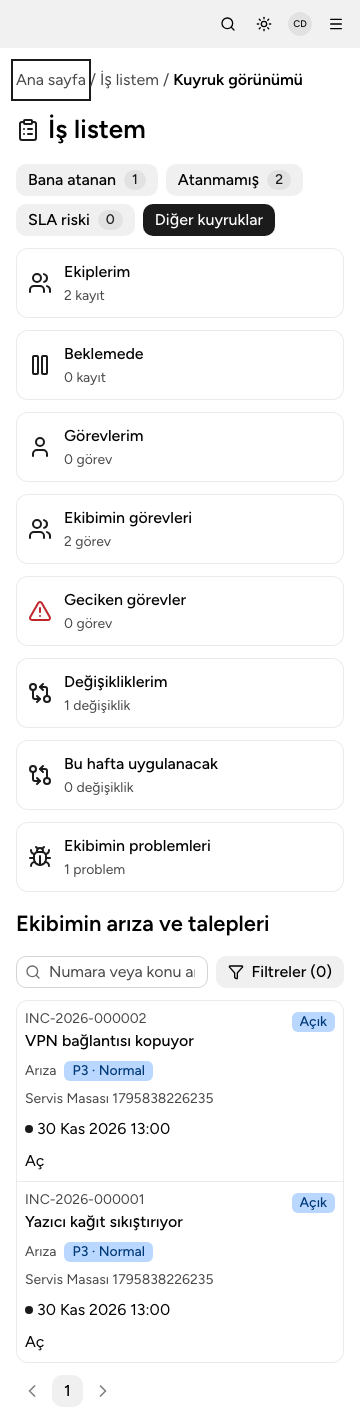 CD
Ana sayfa / İş listem / Kuyruk görünümü
İş listem
Bana atanan 1 Atanmamış 2
SLA riski 0 Diğer kuyruklar
Ekiplerim
2 kayıt
Beklemede
0 kayıt
Görevlerim
0 görev
Ekibimin görevleri
2 görev
Geciken görevler
0 görev
Değişikliklerim
1 değişiklik
Bu hafta uygulanacak
0 değişiklik
Ekibimin problemleri
1 problem
Ekibimin arıza ve talepleri
Numara veya konu ar Filtreler (0)
INC-2026-000002 Açık
VPN bağlantısı kopuyor
Arıza P3 · Normal
Servis Masası 1795838226235
30 Kas 2026 13:00
Aç
INC-2026-000001 Açık
Yazıcı kağıt sıkıştırıyor
Arıza P3 · Normal
Servis Masası 1795838226235
30 Kas 2026 13:00
Aç
1